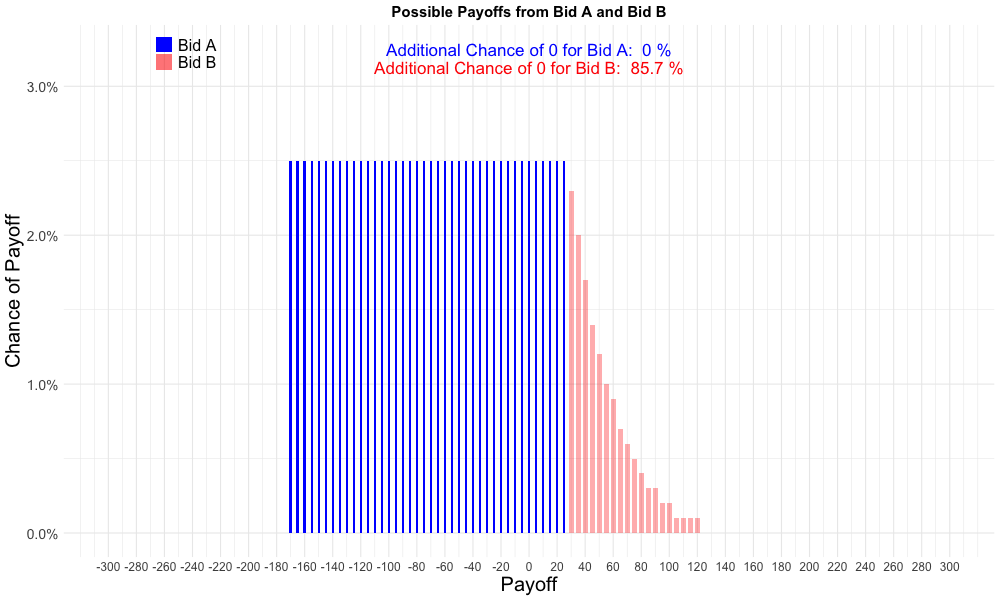 Possible Payoffs from Bid A and Bid B
Bid A
Bid B
Additional Chance of 0 for Bid A:  0 %
Additional Chance of 0 for Bid B:  85.7 %
Chance of Payoff
3.0%
2.0%
1.0%
0.0%
-300 -280 -260 -240 -220 -200 -180 -160 -140 -120 -100 -80 -60 -40 -20 0 20 40 60 80 100 120 140 160 180 200 220 240 260 280 300
Payoff